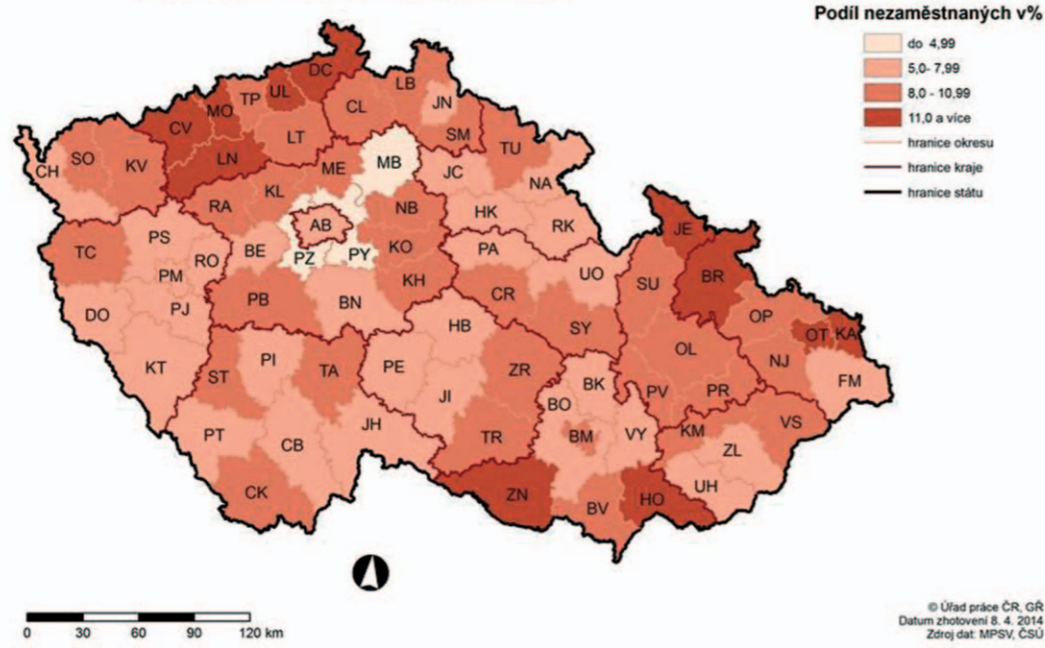 Podíl nezaměstnaných v%
do 4,99
5,0- 7,99
8,0 - 10,99
11,0 a více
hranice okresu
hranice kraje
hranice státu
DC
UL
TP
MO
CV
LT
LN
CL
LB
JN
SM
TU
CH
SO
KV
ME
MB
JC
NA
RA
KL
NB
HK
RK
AB
TC
PS
RO
BE
PZ
PY
KO
PA
UO
JE
BR
SU
PM
PJ
DO
PB
BN
KH
CR
SY
OP
OT
KA
KT
ST
PI
TA
PE
HB
ZR
OL
NJ
FM
JI
BK
BO
PV
PR
PT
CB
JH
TR
BM
VY
KM
VS
ZL
CK
ZN
BV
HO
UH
0 30 60 90 120 km
© Úřad práce ČR, GŘ
Datum zhotovení 8. 4. 2014
Zdroj dat: MPSV, ČSÚ